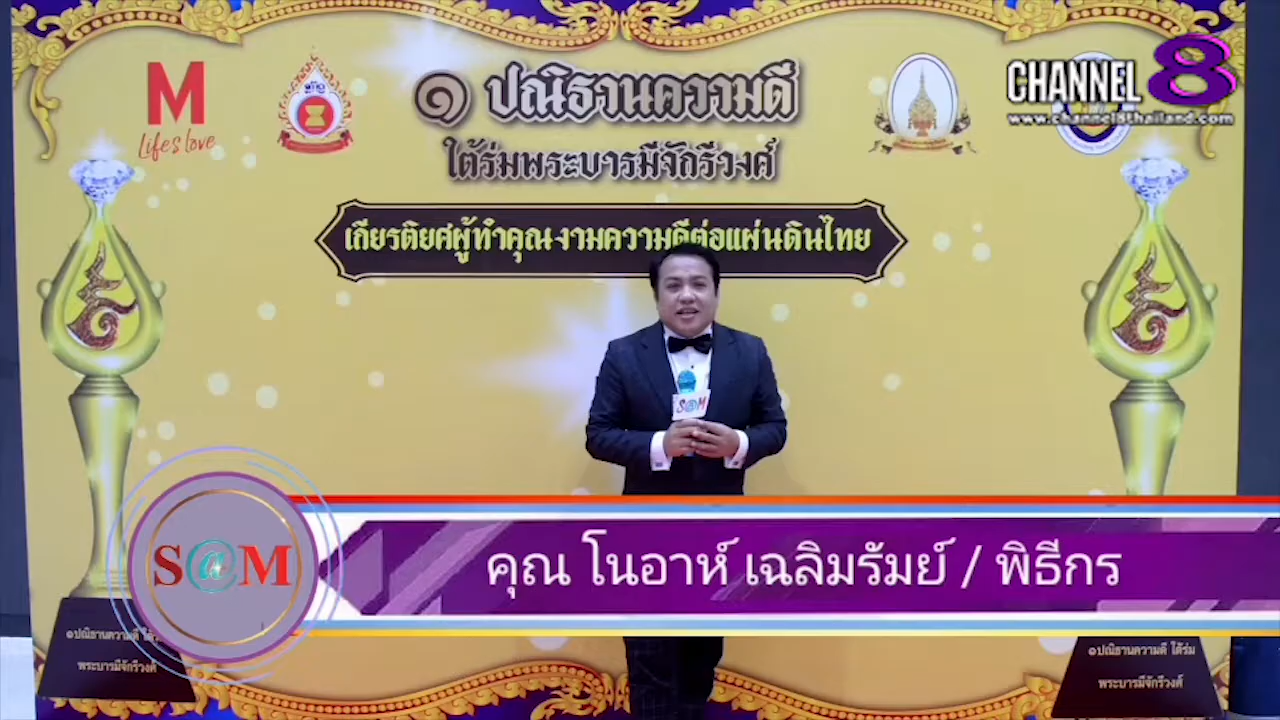 M
Lifeslove
๑ ปณิธานความดี
ใต้ร่มพระบารมีจักรีวงศ์
เกียรติยศผู้ทำคุณงามความดีต่อแผ่นดินไทย
CHANNEL 8
www.channel8thailand.com
S@M
S@M
คุณ โนอาห์ เฉลิมรัมย์ / พิธีกร
๑ปณิธานความดี ใต้
พระบารมีจักรีวงศ์
๑ปณิธานความดี ใต้ร่ม
พระบารมีจักรีวงศ์